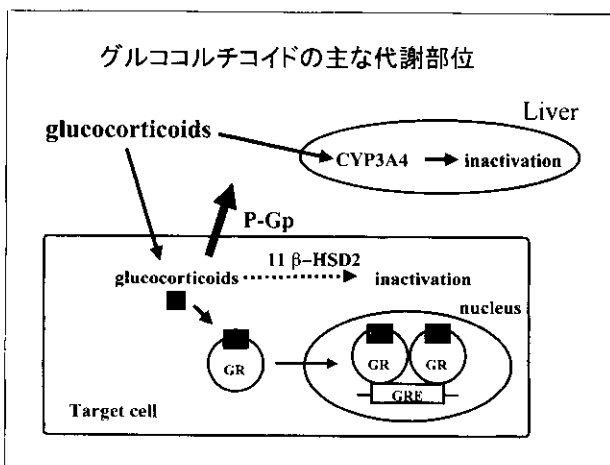 グルココルチコイドの主な代謝部位
Liver
glucocorticoids
CYP3A4
inactivation
P-Gp
11 β-HSD2
glucocorticoids
inactivation
nucleus
GR
GR
GR
GRE
Target cell